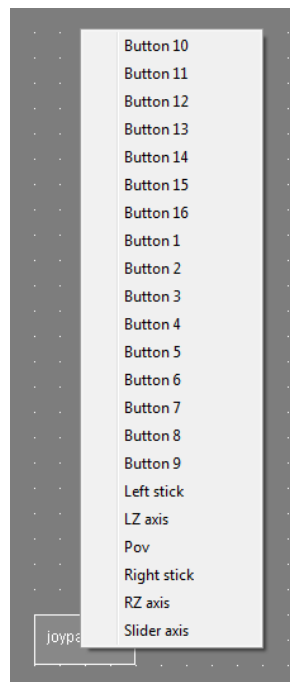 Button 10
Button 11
Button 12
Button 13
Button 14
Button 15
Button 16
Button 1
Button 2
Button 3
Button 4
Button 5
Button 6
Button 7
Button 8
Button 9
Left stick
LZ axis
Pov
Right stick
RZ axis
Slider axis
joypa